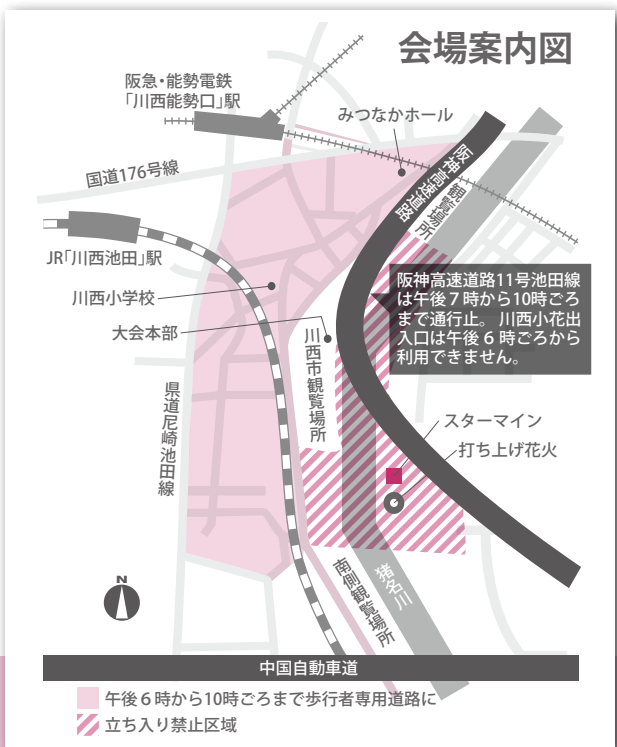 会場案内図
阪急・能勢電鉄
「川西能勢口」駅
みつなかホール
国道176号線
阪神高速道路
観覧場所
JR「川西池田」駅
阪神高速道路11号池田線
は午後7時から10時ごろ
まで通行止。 川西小花出
入口は午後6時ごろから
利用できません。
川西小学校
大会本部
川西市観覧場所
県道尼崎池田線
スターマイン
打ち上げ花火
南側観覧場所
猪名川
N
中国自動車道
午後6時から10時ごろまで歩行者専用道路に
立ち入り禁止区域